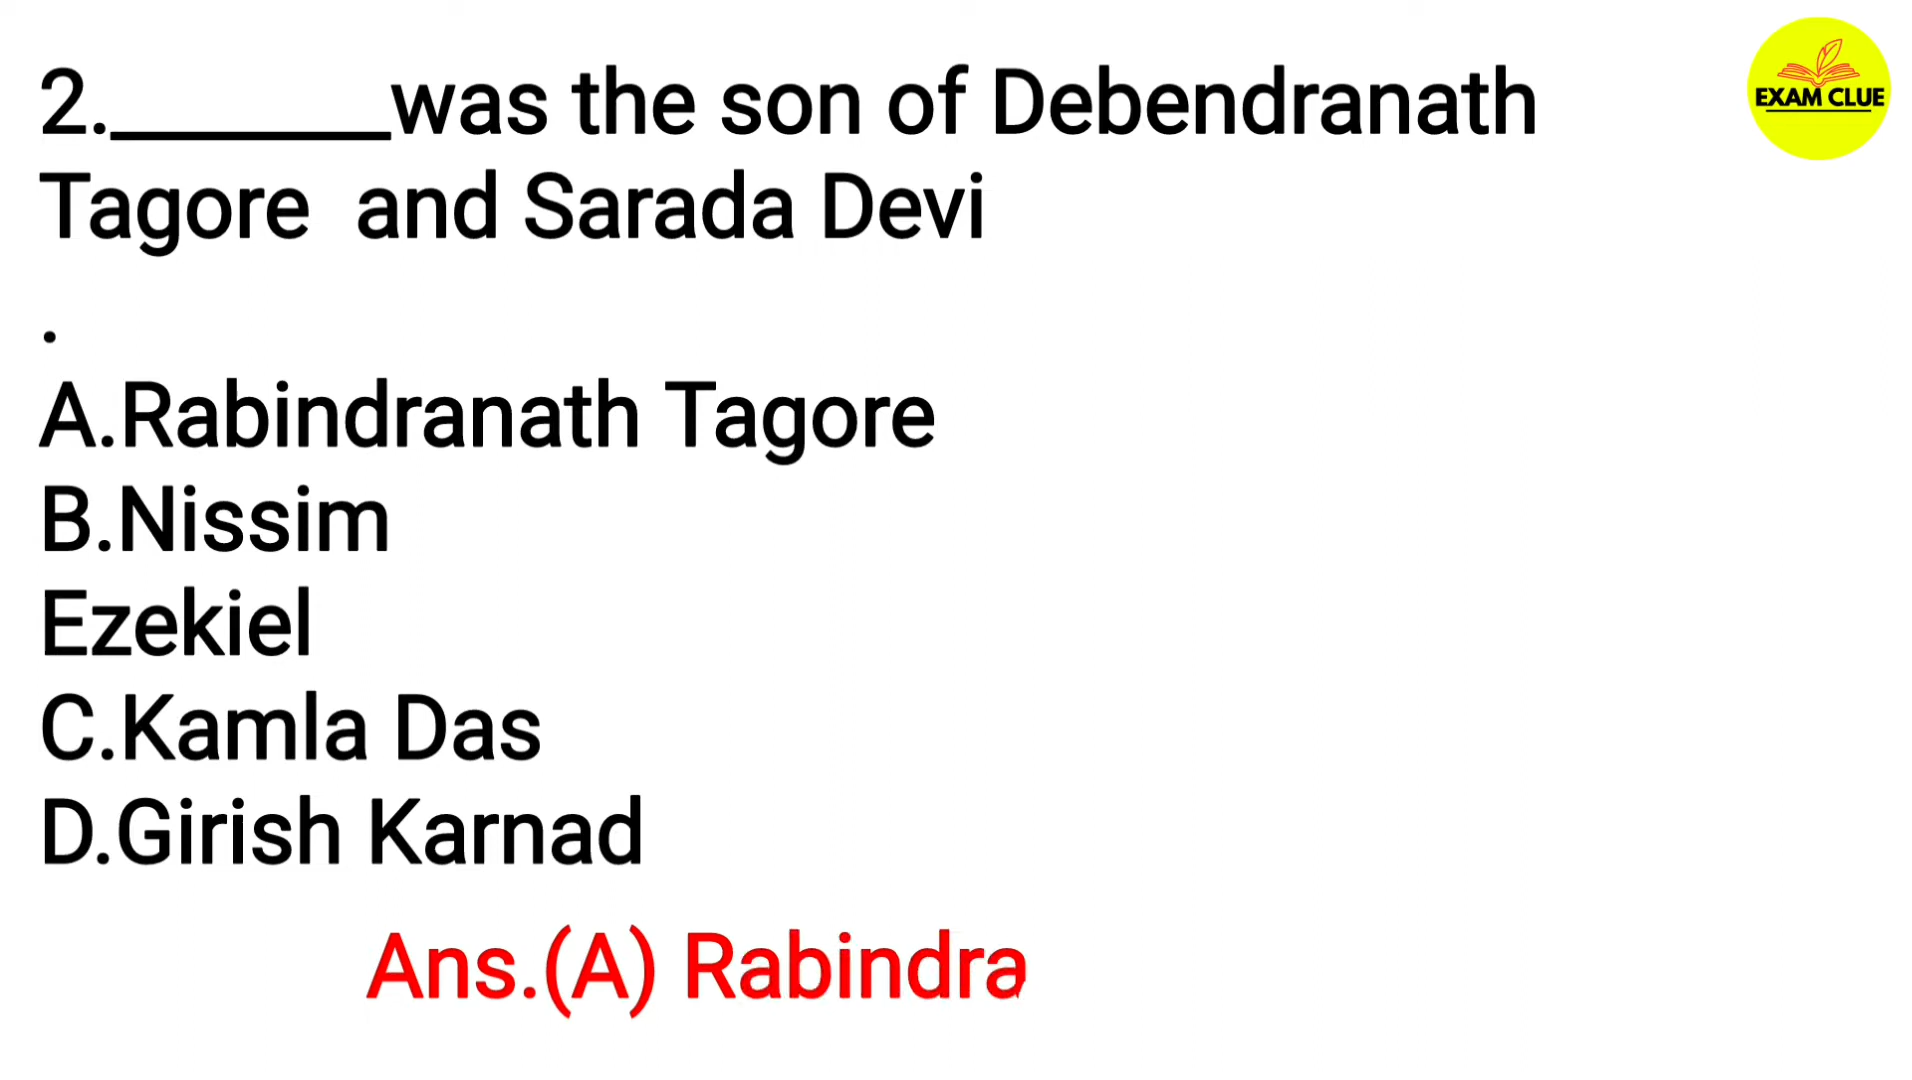 2.________was the son of Debendranath
Tagore and Sarada Devi
.
A.Rabindranath Tagore
B.Nissim
Ezekiel
C.Kamla Das
D.Girish Karnad
Ans.(A) Rabindra
EXAM CLUE